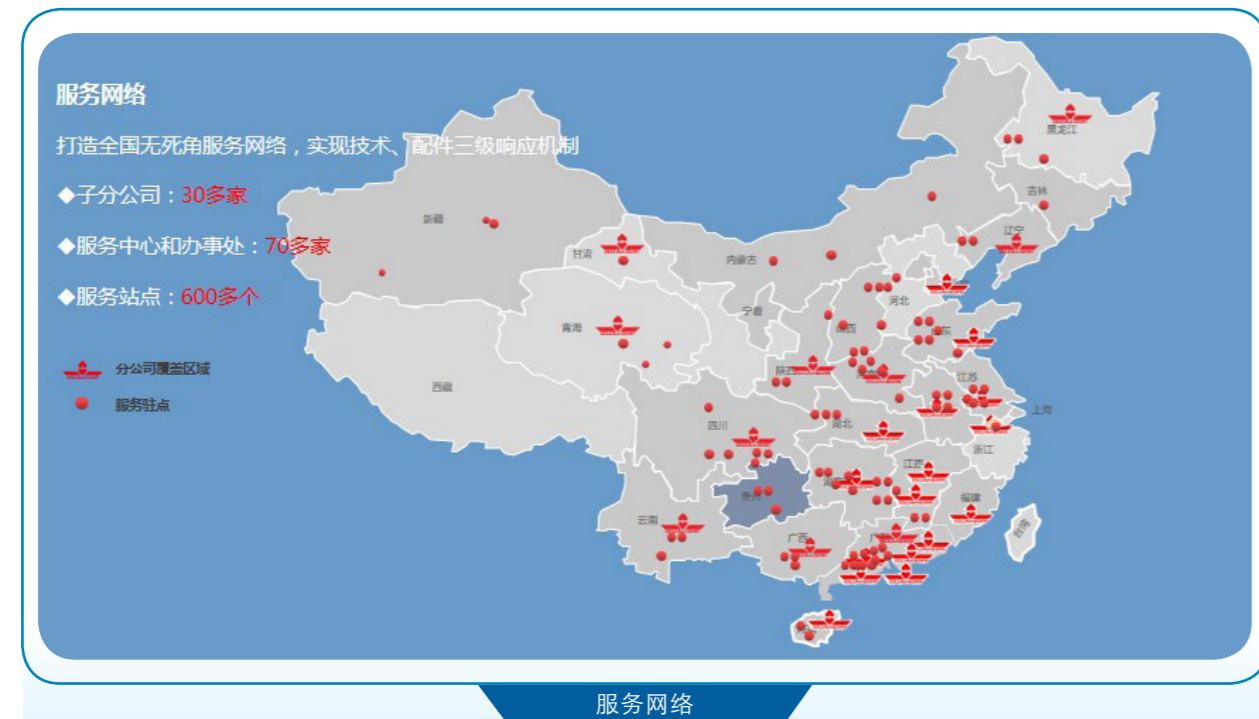 服务网络
打造全国无死角服务网络，实现技术、配件三级响应机制
◆子分公司：30多家
◆服务中心和办事处：70多家
◆服务站点：600多个
分公司覆盖区域
服务驻点
黑龙江
吉林
辽宁
新疆
甘肃
内蒙古
河北
宁夏
青海
山西
山东
陕西
河南
江苏
西藏
上海
四川
湖北
浙江
江西
贵州
湖南
福建
云南
广西
台湾
服务网络